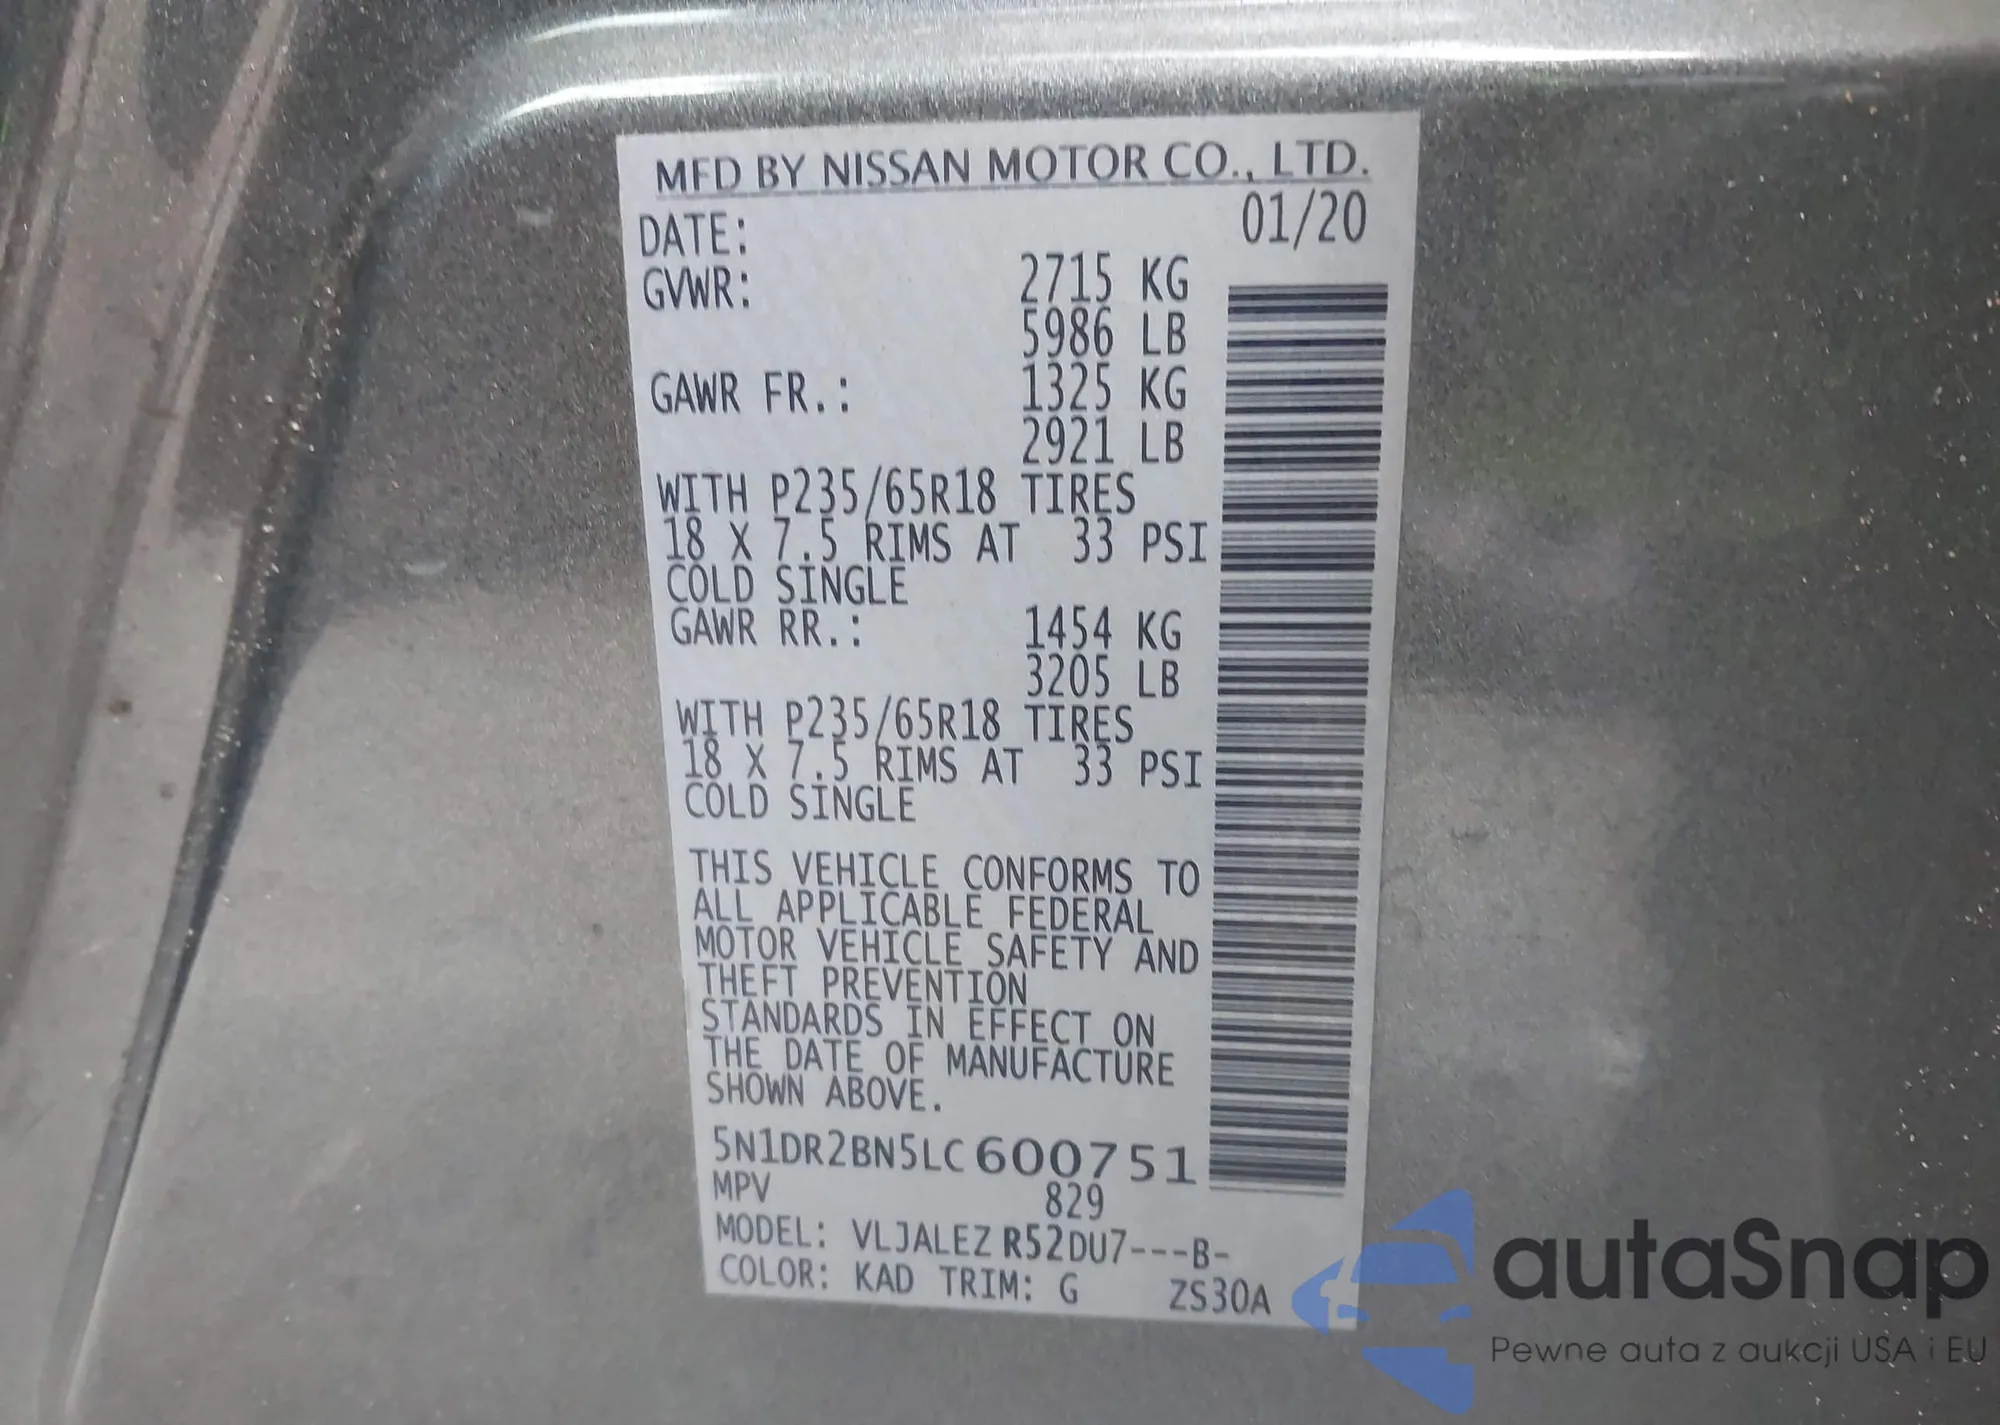 MFD BY NISSAN MOTOR CO., LTD.
DATE: 01/20
GVWR: 2715 KG
5986 LB
GAWR FR.: 1325 KG
2921 LB
WITH P235/65R18 TIRES
18 X 7.5 RIMS AT 33 PSI
COLD SINGLE
GAWR RR.: 1454 KG
3205 LB
WITH P235/65R18 TIRES
18 X 7.5 RIMS AT 33 PSI
COLD SINGLE
THIS VEHICLE CONFORMS TO
ALL APPLICABLE FEDERAL
MOTOR VEHICLE SAFETY AND
THEFT PREVENTION
STANDARDS IN EFFECT ON
THE DATE OF MANUFACTURE
SHOWN ABOVE.
5N1DR2BN5LC600751
MPV 829
MODEL: VLJALEZ R52DU7---B-
COLOR: KAD TRIM: G ZS30A
autaSnap
Pewne auta z aukcji USA i EU